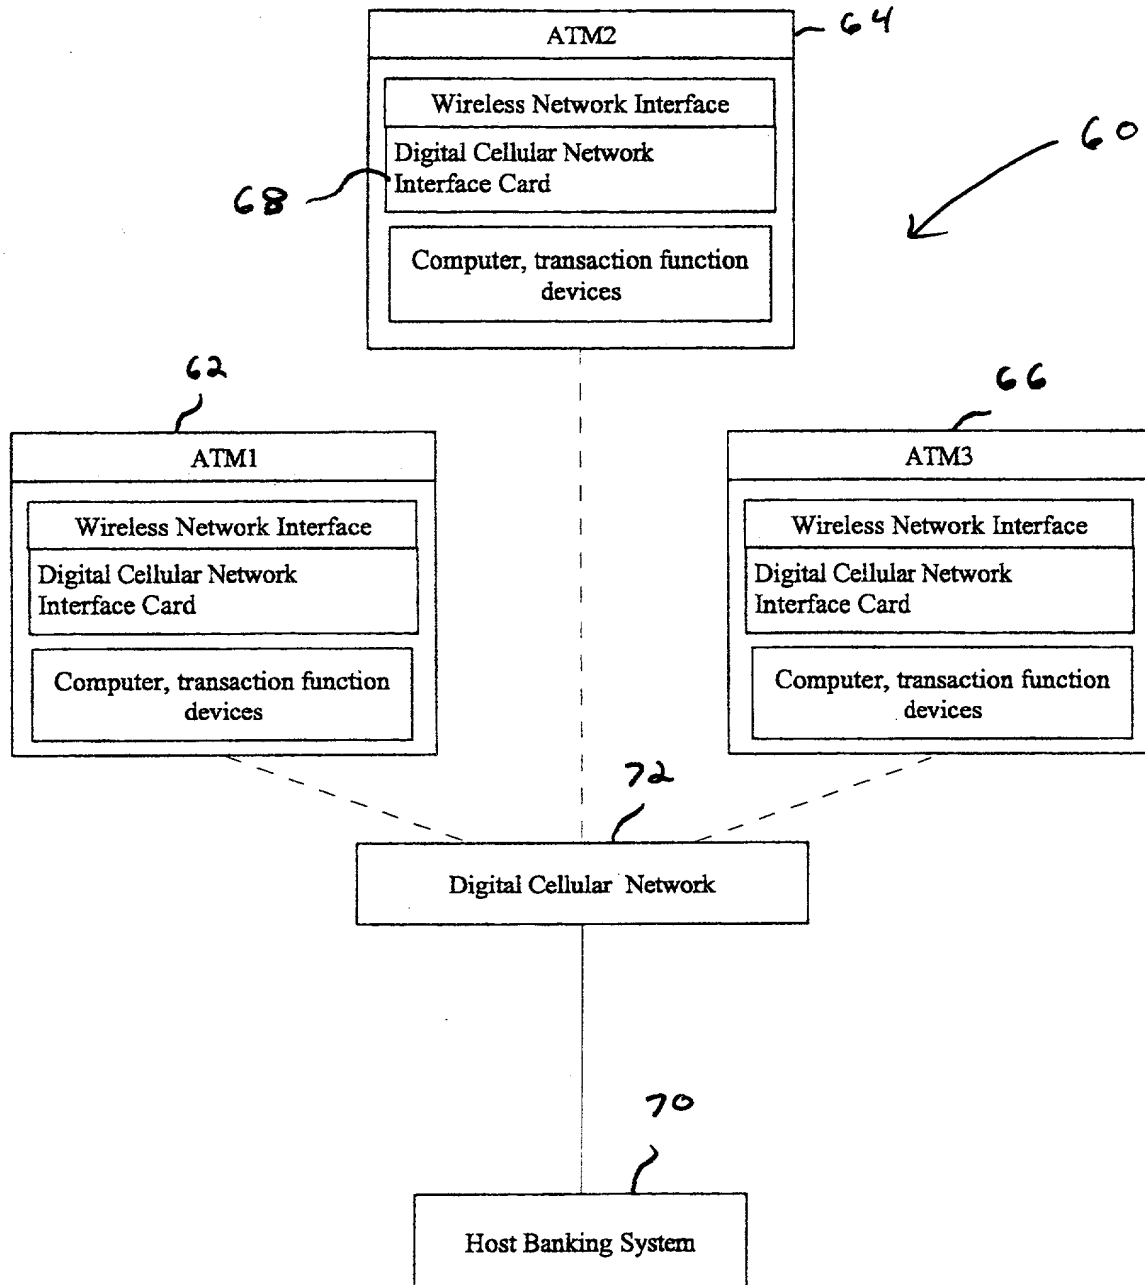 ATM2
64
Wireless Network Interface
Digital Cellular Network
Interface Card
68
60
Computer, transaction function
devices
62
ATM1
Wireless Network Interface
Digital Cellular Network
Interface Card
Computer, transaction function
devices
66
ATM3
Wireless Network Interface
Digital Cellular Network
Interface Card
Computer, transaction function
devices
72
Digital Cellular Network
70
Host Banking System